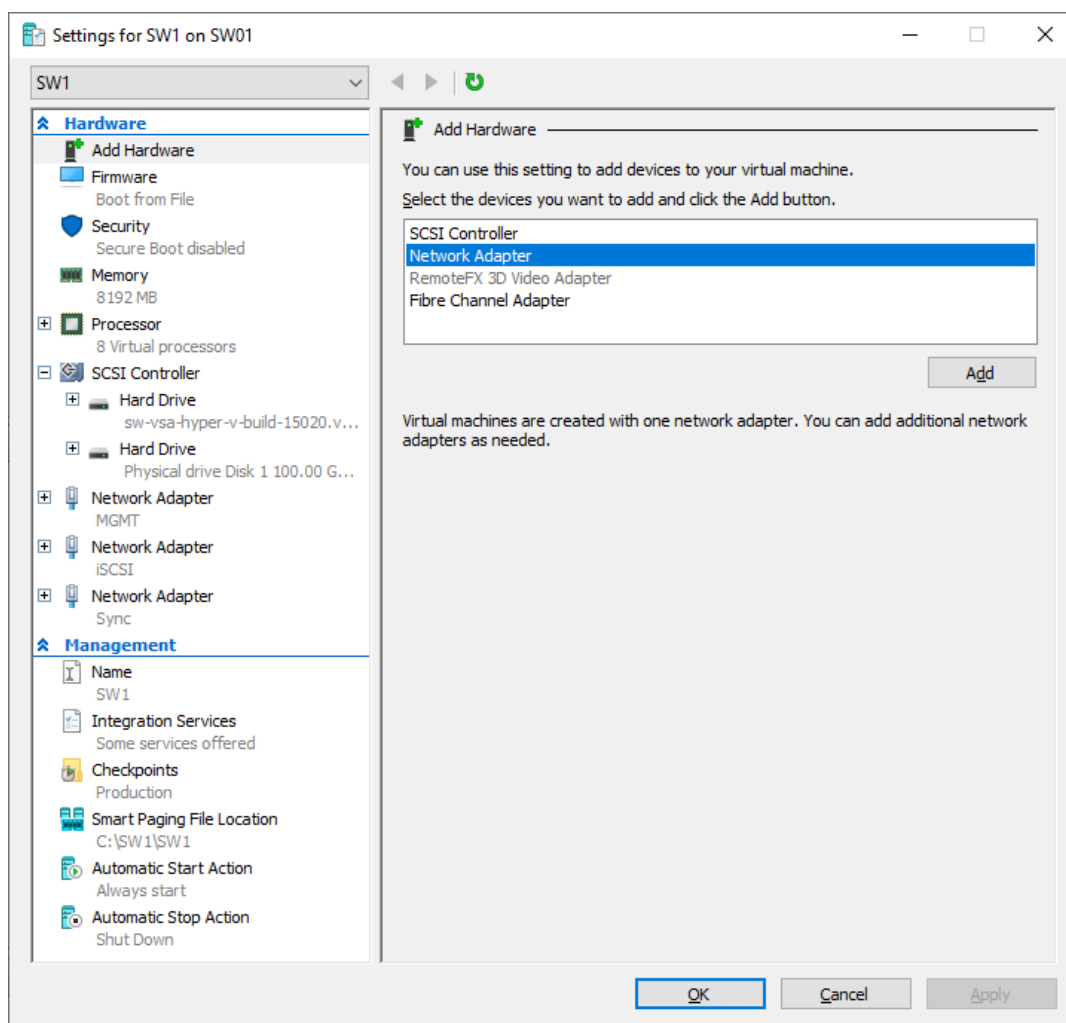 Settings for SW1 on SW01
SW1
Hardware
Add Hardware
Firmware
Boot from File
Security
Secure Boot disabled
Memory
8192 MB
Processor
8 Virtual processors
SCSI Controller
Hard Drive
sw-vsa-hyper-v-build-15020.v...
Hard Drive
Physical drive Disk 1 100.00 G...
Network Adapter
MGMT
Network Adapter
iSCSI
Network Adapter
Sync
Management
Name
SW1
Integration Services
Some services offered
Checkpoints
Production
Smart Paging File Location
C:\SW1\SW1
Automatic Start Action
Always start
Automatic Stop Action
Shut Down
Add Hardware
You can use this setting to add devices to your virtual machine.
Select the devices you want to add and click the Add button.
SCSI Controller
Network Adapter
RemoteFX 3D Video Adapter
Fibre Channel Adapter
Add
Virtual machines are created with one network adapter. You can add additional network
adapters as needed.
OK
Cancel
Apply